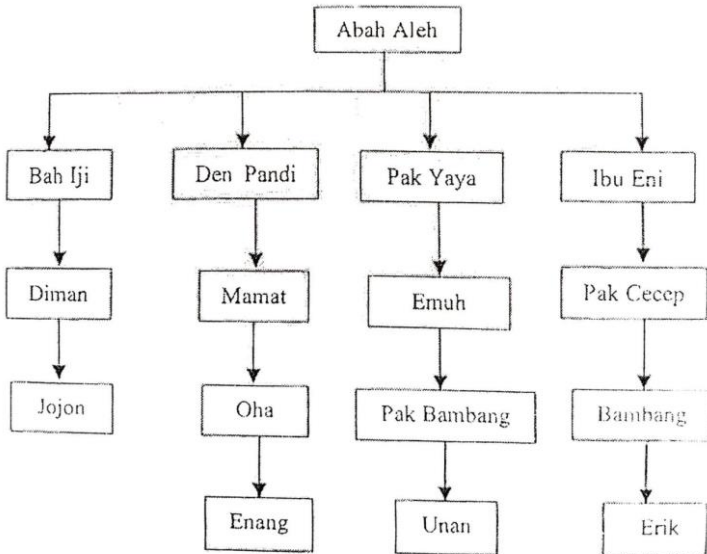 Abah Aleh
Bah Iji
Den Pandi
Pak Yaya
Ibu Eni
Diman
Mamat
Emuh
Pak Cecep
Jojon
Oha
Pak Bambang
Bambang
Enang
Unan
Erik